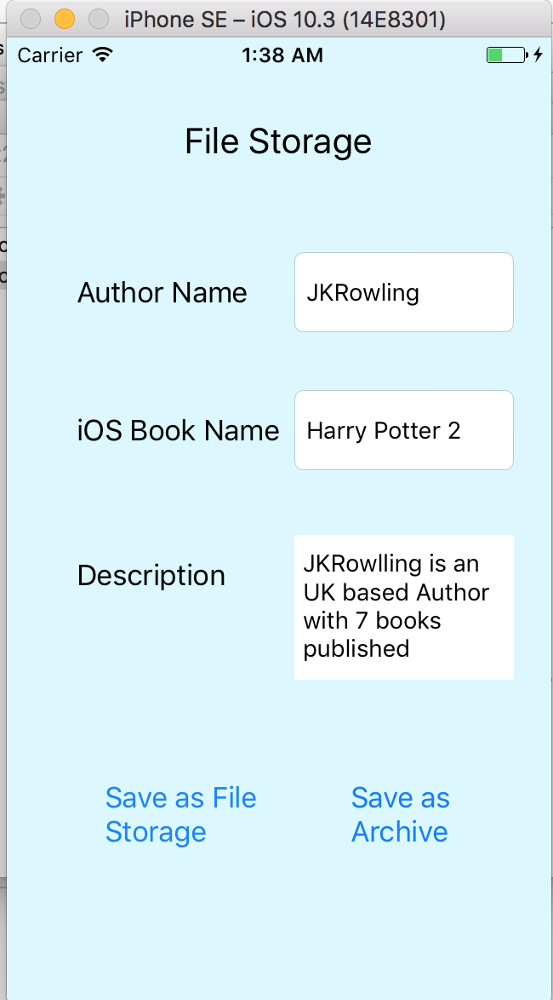 iPhone SE – iOS 10.3 (14E8301)
Carrier 1:38 AM
File Storage
Author Name JKRowling
iOS Book Name Harry Potter 2
Description
JKRowlling is an
UK based Author
with 7 books
published
Save as File
Storage
Save as
Archive